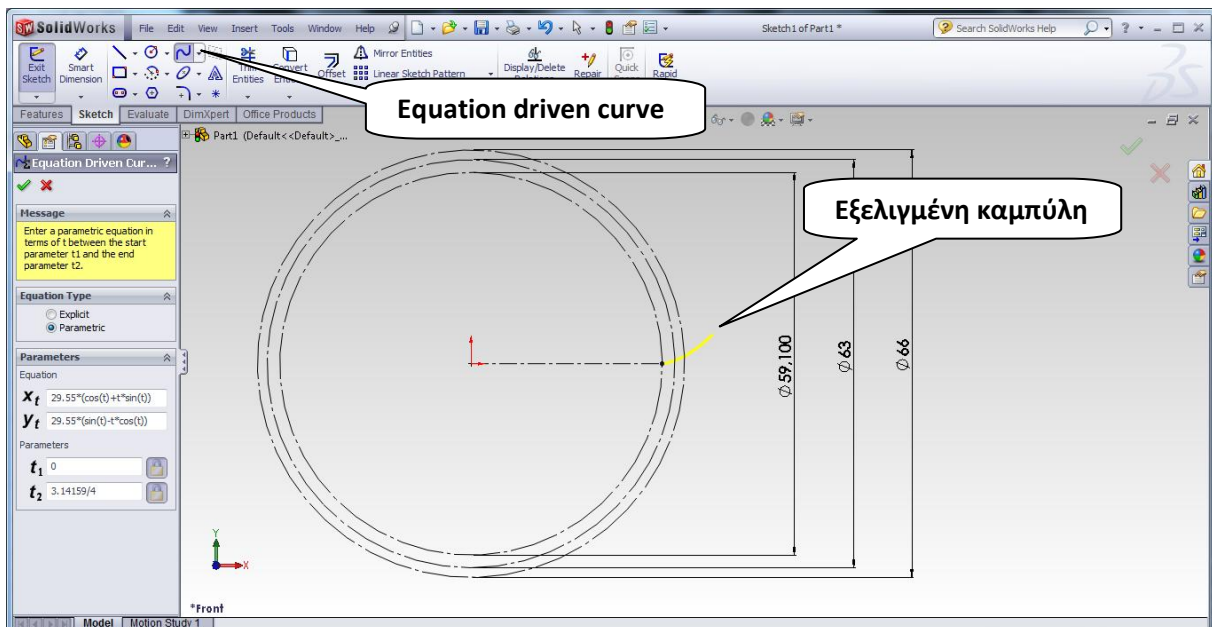 SolidWorks File Edit View Insert Tools Window Help Sketch1 of Part1 * Search SolidWorks Help
Exit Sketch
Smart Dimension
Entities
Offset
Mirror Entities
Linear Sketch Pattern
Display/Delete
Repair
Quick
Rapid
Equation driven curve
Features Sketch Evaluate DimXpert Office Products
Part1 (Default<<Default>_...
Equation Driven Cur... ?
Message
Enter a parametric equation in
terms of t between the start
parameter t1 and the end
parameter t2.
Equation Type
Explicit
Parametric
Parameters
Equation
Xt 29.55*(cos(t)+t*sin(t))
Yt 29.55*(sin(t)-t*cos(t))
Parameters
t1 0
t2 3.14159/4
Εξελιγμένη καμπύλη
∅59,100
∅63
∅66
Y
X
*Front
Model Motion Study 1